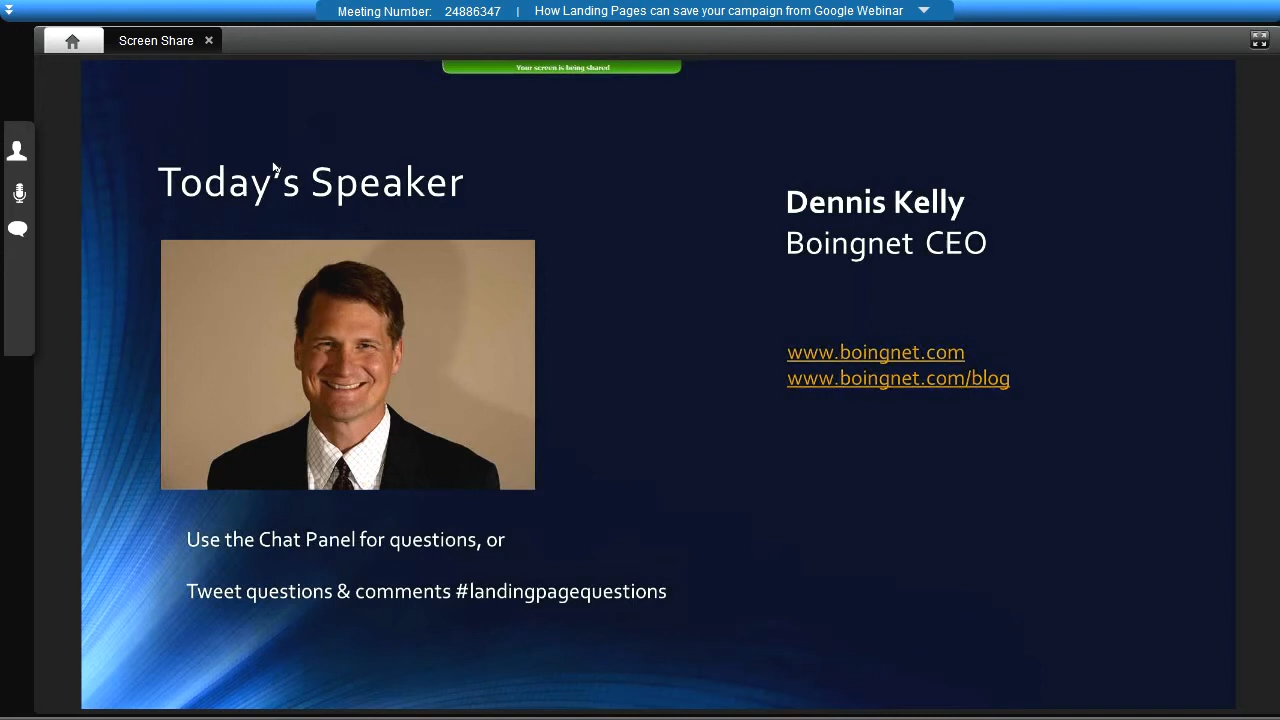 Meeting Number: 24886347 | How Landing Pages can save your campaign from Google Webinar
Screen Share
Your screen is being shared
Today's Speaker
Dennis Kelly
Boingnet CEO
www.boingnet.com
www.boingnet.com/blog
Use the Chat Panel for questions, or
Tweet questions & comments #landingpagequestions